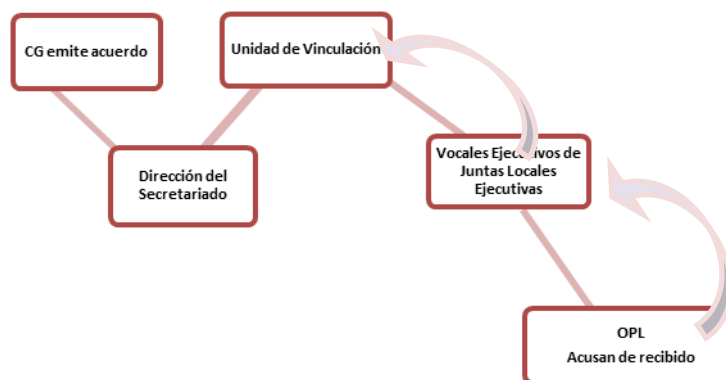 CG emite acuerdo
Unidad de Vinculación
Dirección del
Secretariado
Vocales Ejecutivos de
Juntas Locales
Ejecutivas
OPL
Acusan de recibido